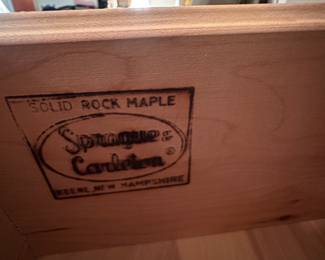 SOLID ROCK MAPLE
Sprague &
Carleton ®
KEENE, NEW HAMPSHIRE